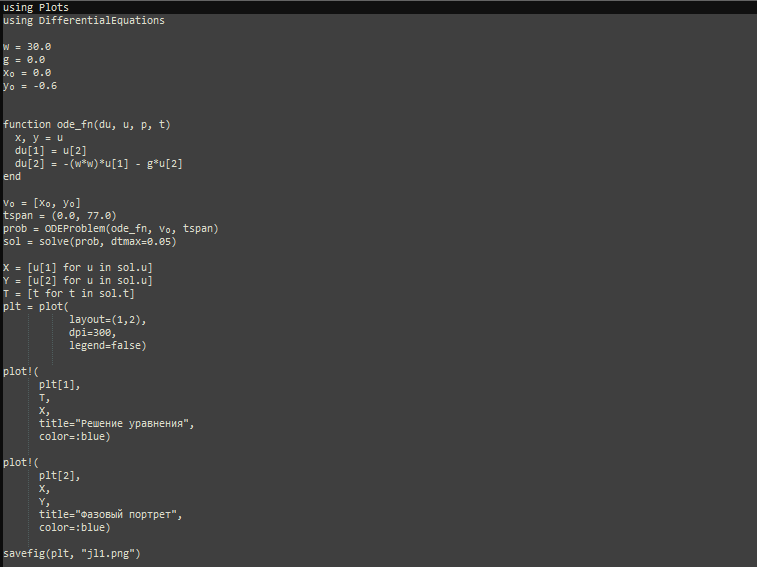 using Plots
using DifferentialEquations
w = 30.0
g = 0.0
x₀ = 0.0
y₀ = -0.6
function ode_fn(du, u, p, t)
x, y = u
du[1] = u[2]
du[2] = -(w*w)*u[1] - g*u[2]
end
v₀ = [x₀, y₀]
tspan = (0.0, 77.0)
prob = ODEProblem(ode_fn, v₀, tspan)
sol = solve(prob, dtmax=0.05)
X = [u[1] for u in sol.u]
Y = [u[2] for u in sol.u]
T = [t for t in sol.t]
plt = plot(
layout=(1,2),
dpi=300,
legend=false)
plot!(
plt[1],
T,
X,
title="Решение уравнения",
color=:blue)
plot!(
plt[2],
X,
Y,
title="Фазовый портрет",
color=:blue)
savefig(plt, "jl1.png")